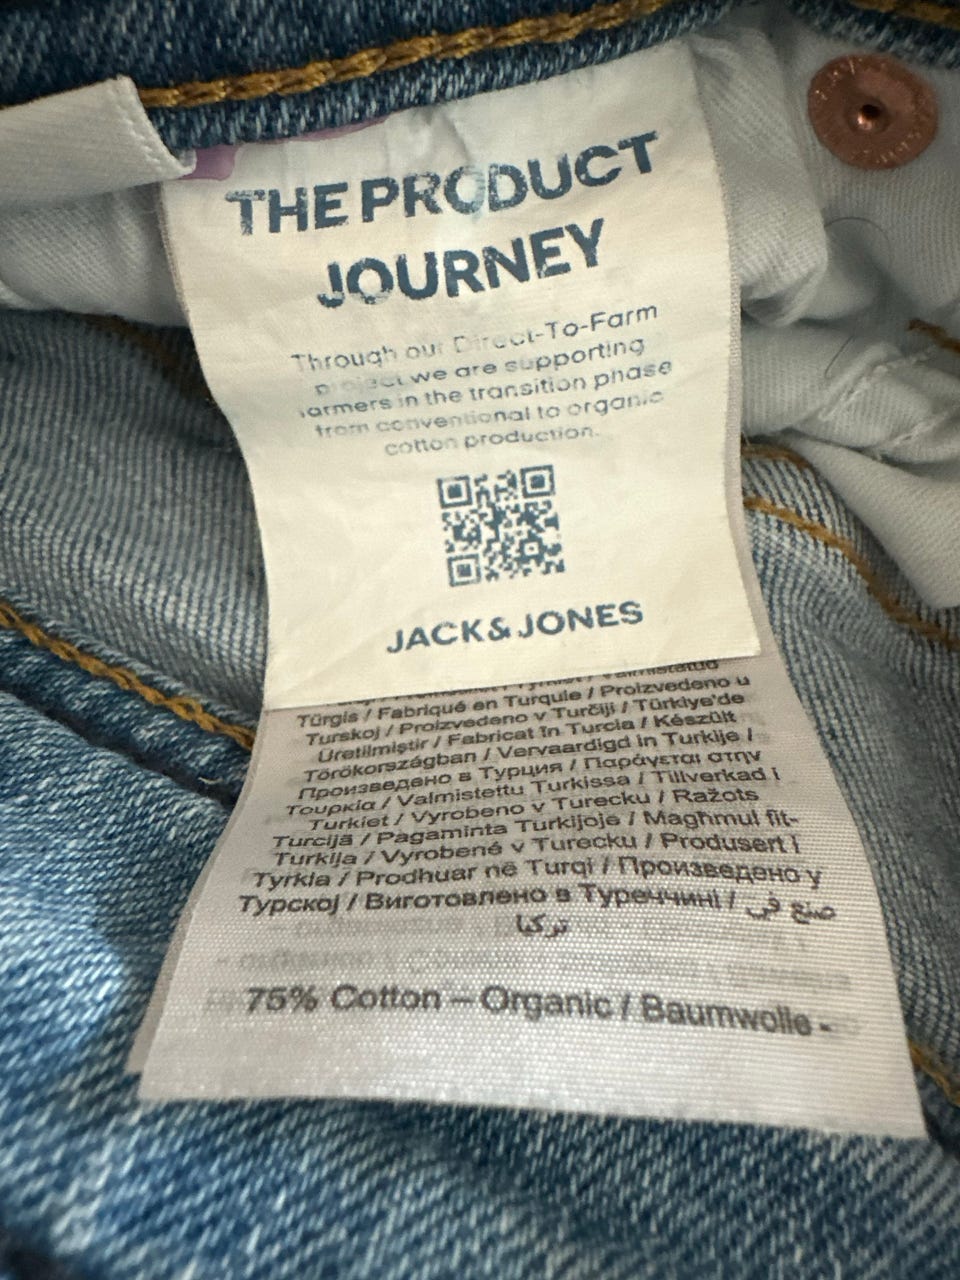 THE PRODUCT
JOURNEY
Through our Direct-To-Farm
project we are supporting
farmers in the transition phase
from conventional to organic
cotton production.
JACK & JONES
Türgis / Fabriqué en Turquie / Proizvedeno u
Turskoj / Proizvedeno v Turčiji / Türkiye'de
Üretilmiştir / Fabricat în Turcia / Készült
Törökországban / Vervaardigd in Turkije /
Произведено в Турция / Παράγεται στην
Τουρκία / Valmistettu Turkissa / Tillverkad i
Turkiet / Vyrobeno v Turecku / Ražots
Turcijā / Pagaminta Turkijoje / Magħmul fit-
Turkija / Vyrobené v Turecku / Produsert i
Tyrkia / Prodhuar në Turqi / Произведено у
Турској / Виготовлено в Туреччині / صنع في
تركيا
75% Cotton – Organic / Baumwolle -